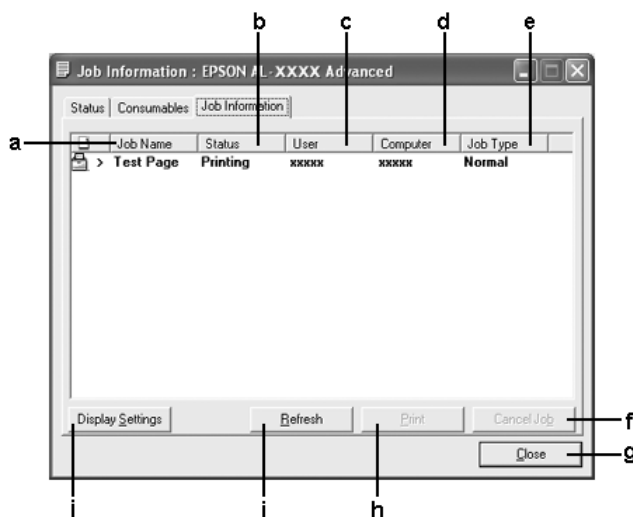 b c d e
Job Information : EPSON AL-XXXX Advanced
Status Consumables Job Information
a Job Name Status User Computer Job Type
> Test Page Printing xxxxx xxxxx Normal
Display Settings Refresh Print Cancel Job f
Close g
j i h